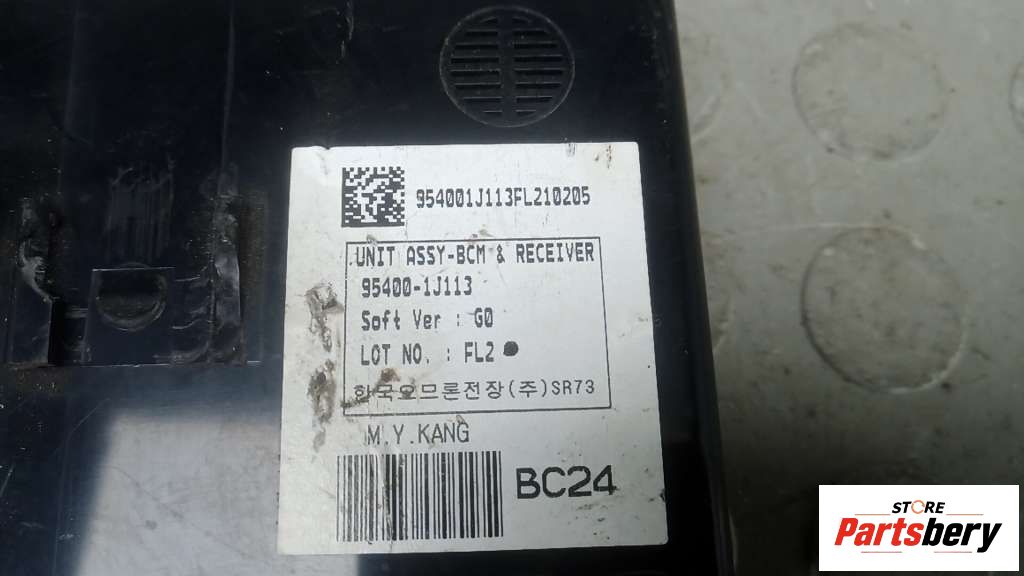 954001J113FL210205
UNIT ASSY-BCM & RECEIVER
95400-1J113
Soft Ver : G0
LOT NO. : FL2
한국오므론전장(주)SR73
M.Y.KANG
BC24
STORE
Partsbery